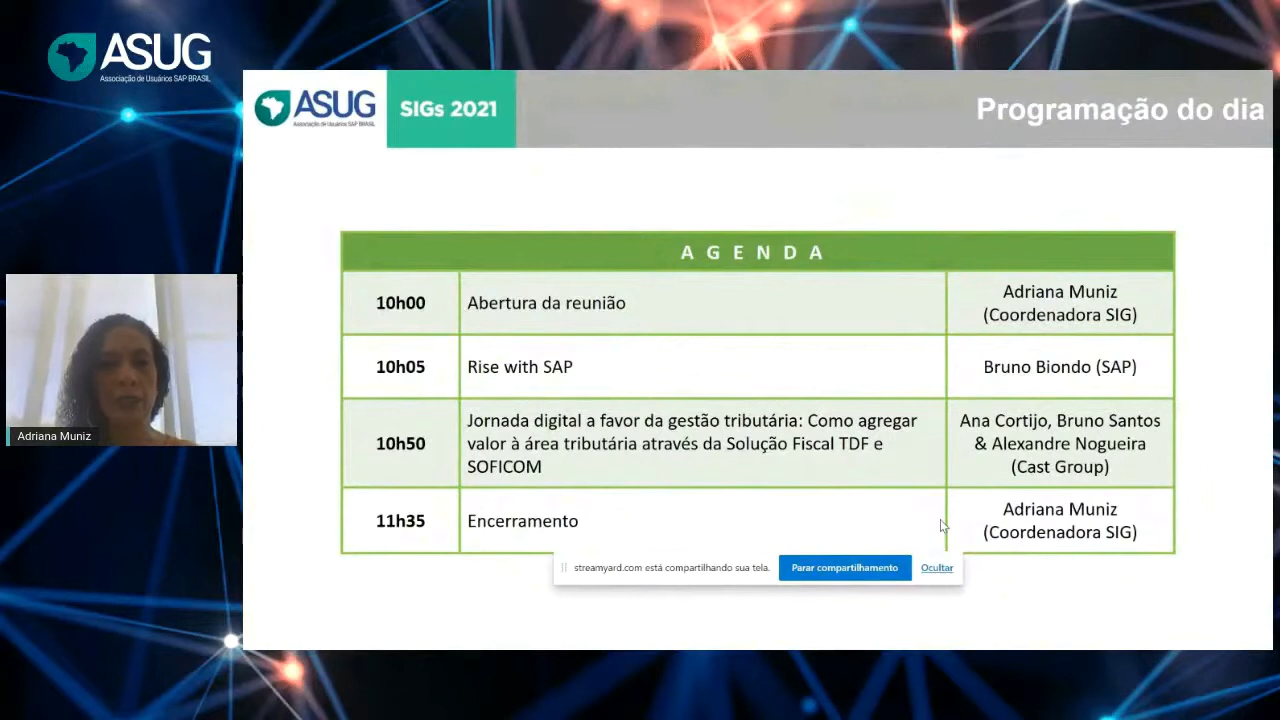 ASUG
Associação de Usuários SAP BRASIL
ASUG
Associação de Usuários SAP BRASIL
SIGs 2021
Programação do dia
AGENDA
10h00
Abertura da reunião
Adriana Muniz
(Coordenadora SIG)
10h05
Rise with SAP
Bruno Biondo (SAP)
10h50
Jornada digital a favor da gestão tributária: Como agregar
valor à área tributária através da Solução Fiscal TDF e
SOFICOM
Ana Cortijo, Bruno Santos
& Alexandre Nogueira
(Cast Group)
11h35
Encerramento
Adriana Muniz
(Coordenadora SIG)
streamyard.com está compartilhando sua tela.
Parar compartilhamento
Ocultar
Adriana Muniz